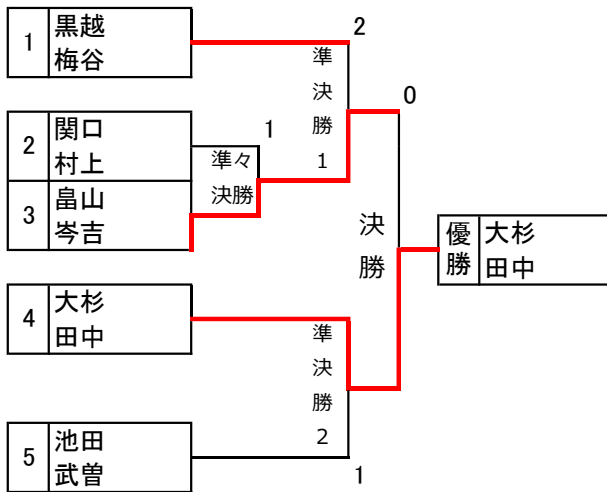 1
黒越
梅谷
2
準決勝1
0
2
関口
村上
1
準々
決勝
3
畠山
岑吉
決勝
優勝
大杉
田中
4
大杉
田中
準決勝2
5
池田
武曽
1